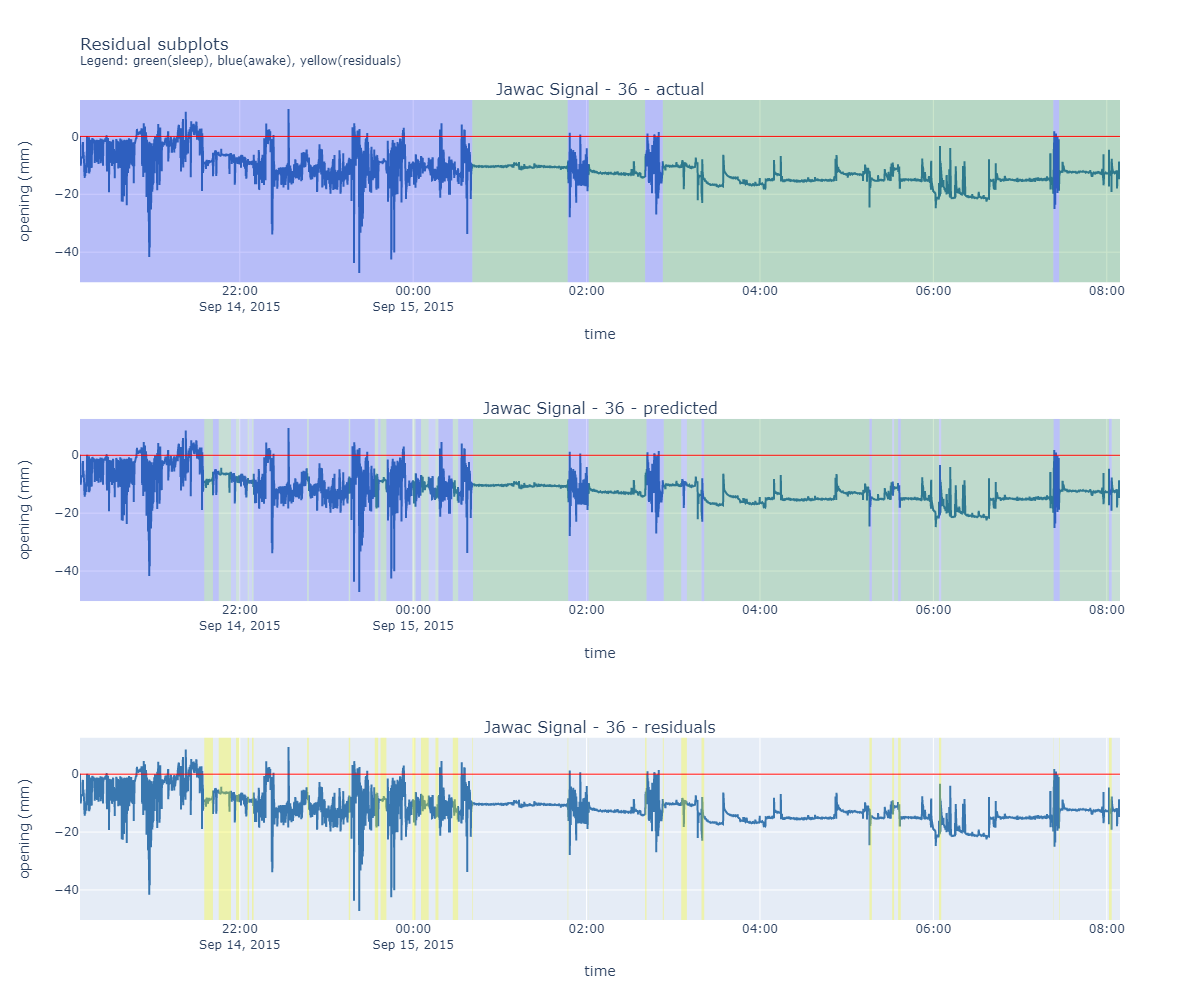 Residual subplots
Legend: green(sleep), blue(awake), yellow(residuals)
Jawac Signal - 36 - actual
opening (mm)
0
−20
−40
22:00
Sep 14, 2015
00:00
Sep 15, 2015
02:00
04:00
06:00
08:00
time
Jawac Signal - 36 - predicted
opening (mm)
0
−20
−40
22:00
Sep 14, 2015
00:00
Sep 15, 2015
02:00
04:00
06:00
08:00
time
Jawac Signal - 36 - residuals
opening (mm)
0
−20
−40
22:00
Sep 14, 2015
00:00
Sep 15, 2015
02:00
04:00
06:00
08:00
time